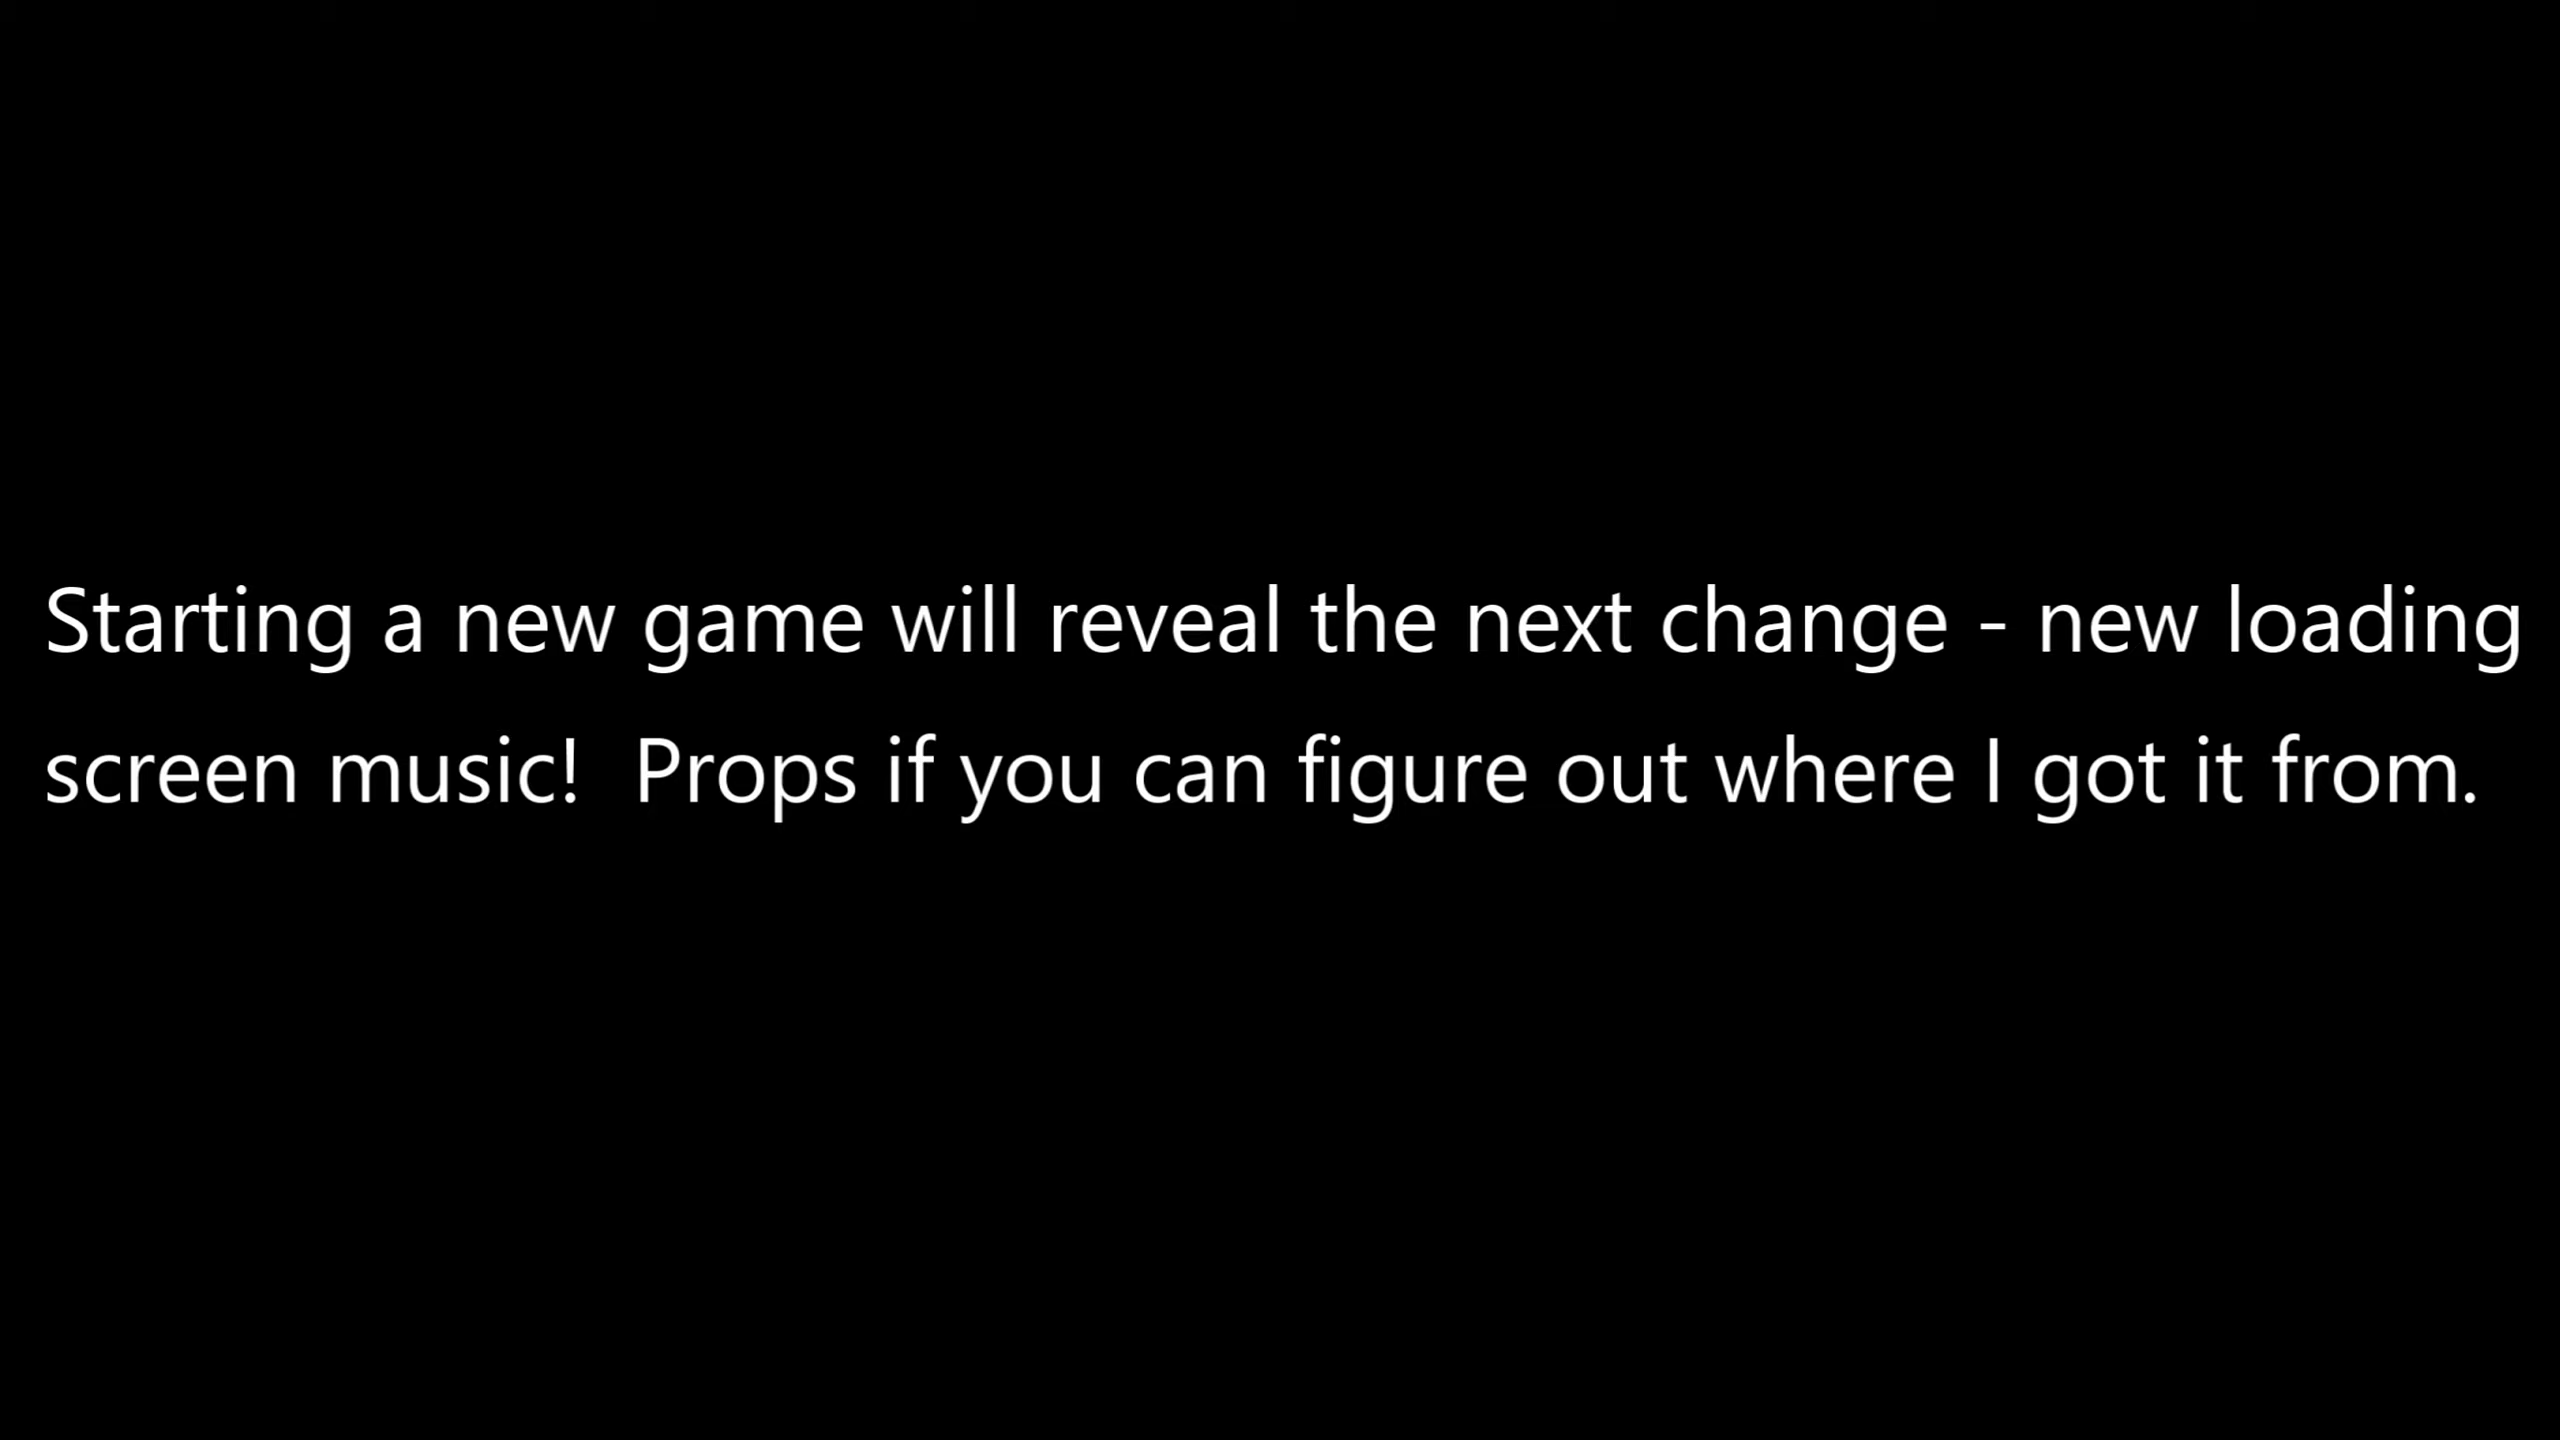 Starting a new game will reveal the next change - new loading
screen music!  Props if you can figure out where I got it from.